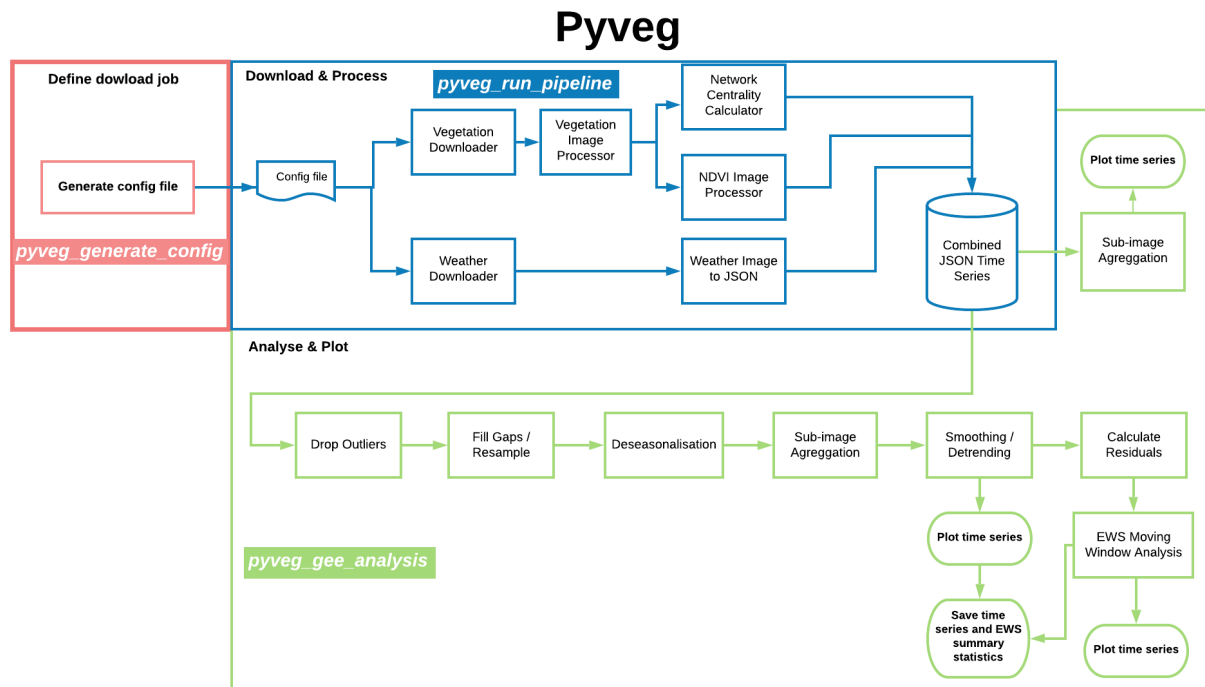 Pyveg
Define dowload job
Generate config file
pyveg_generate_config
Download & Process
pyveg_run_pipeline
Config file
Vegetation
Downloader
Vegetation
Image
Processor
Network
Centrality
Calculator
NDVI Image
Processor
Weather
Downloader
Weather Image
to JSON
Combined
JSON Time
Series
Plot time series
Sub-image
Agreggation
Analyse & Plot
Drop Outliers
Fill Gaps /
Resample
Deseasonalisation
Sub-image
Agreggation
Smoothing /
Detrending
Calculate
Residuals
pyveg_gee_analysis
Plot time series
EWS Moving
Window Analysis
Save time
series and EWS
summary
statistics
Plot time series